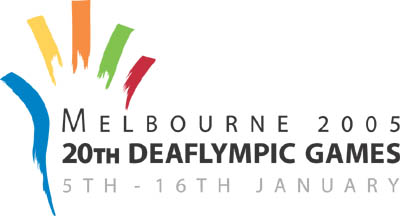 MELBOURNE 2005
20TH DEAFLYMPIC GAMES
5TH - 16TH JANUARY